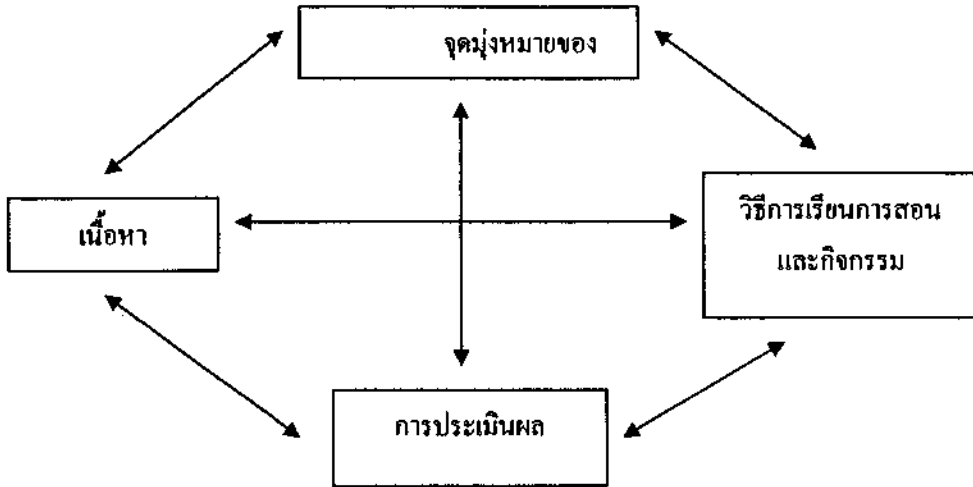 จุดมุ่งหมายของ
เนื้อหา
วิธีการเรียนการสอน
และกิจกรรม
การประเมินผล